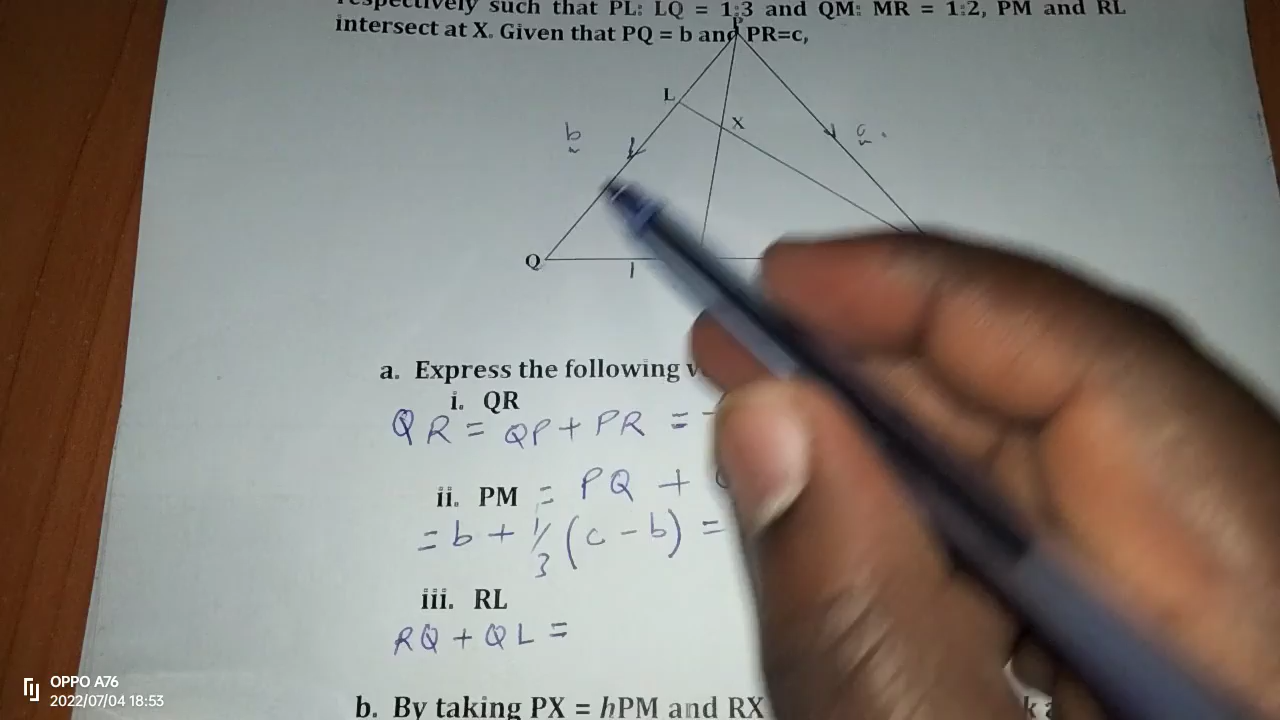 respectively such that PL: LQ = 1:3 and QM: MR = 1:2, PM and RL
intersect at X. Given that PQ = b and PR=c,
P
L
X
b
c
Q
1
a. Express the following
i. QR
QR = QP + PR =
ii. PM = PQ +
= b + 1/3 (c - b) =
iii. RL
RQ + QL =
b. By taking PX = hPM and RX
OPPO A76
2022/07/04 18:53